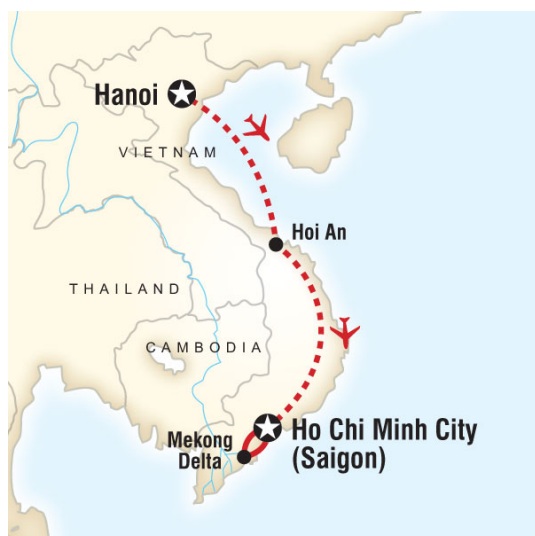 Hanoi
VIETNAM
Hoi An
THAILAND
CAMBODIA
Ho Chi Minh City
(Saigon)
Mekong
Delta